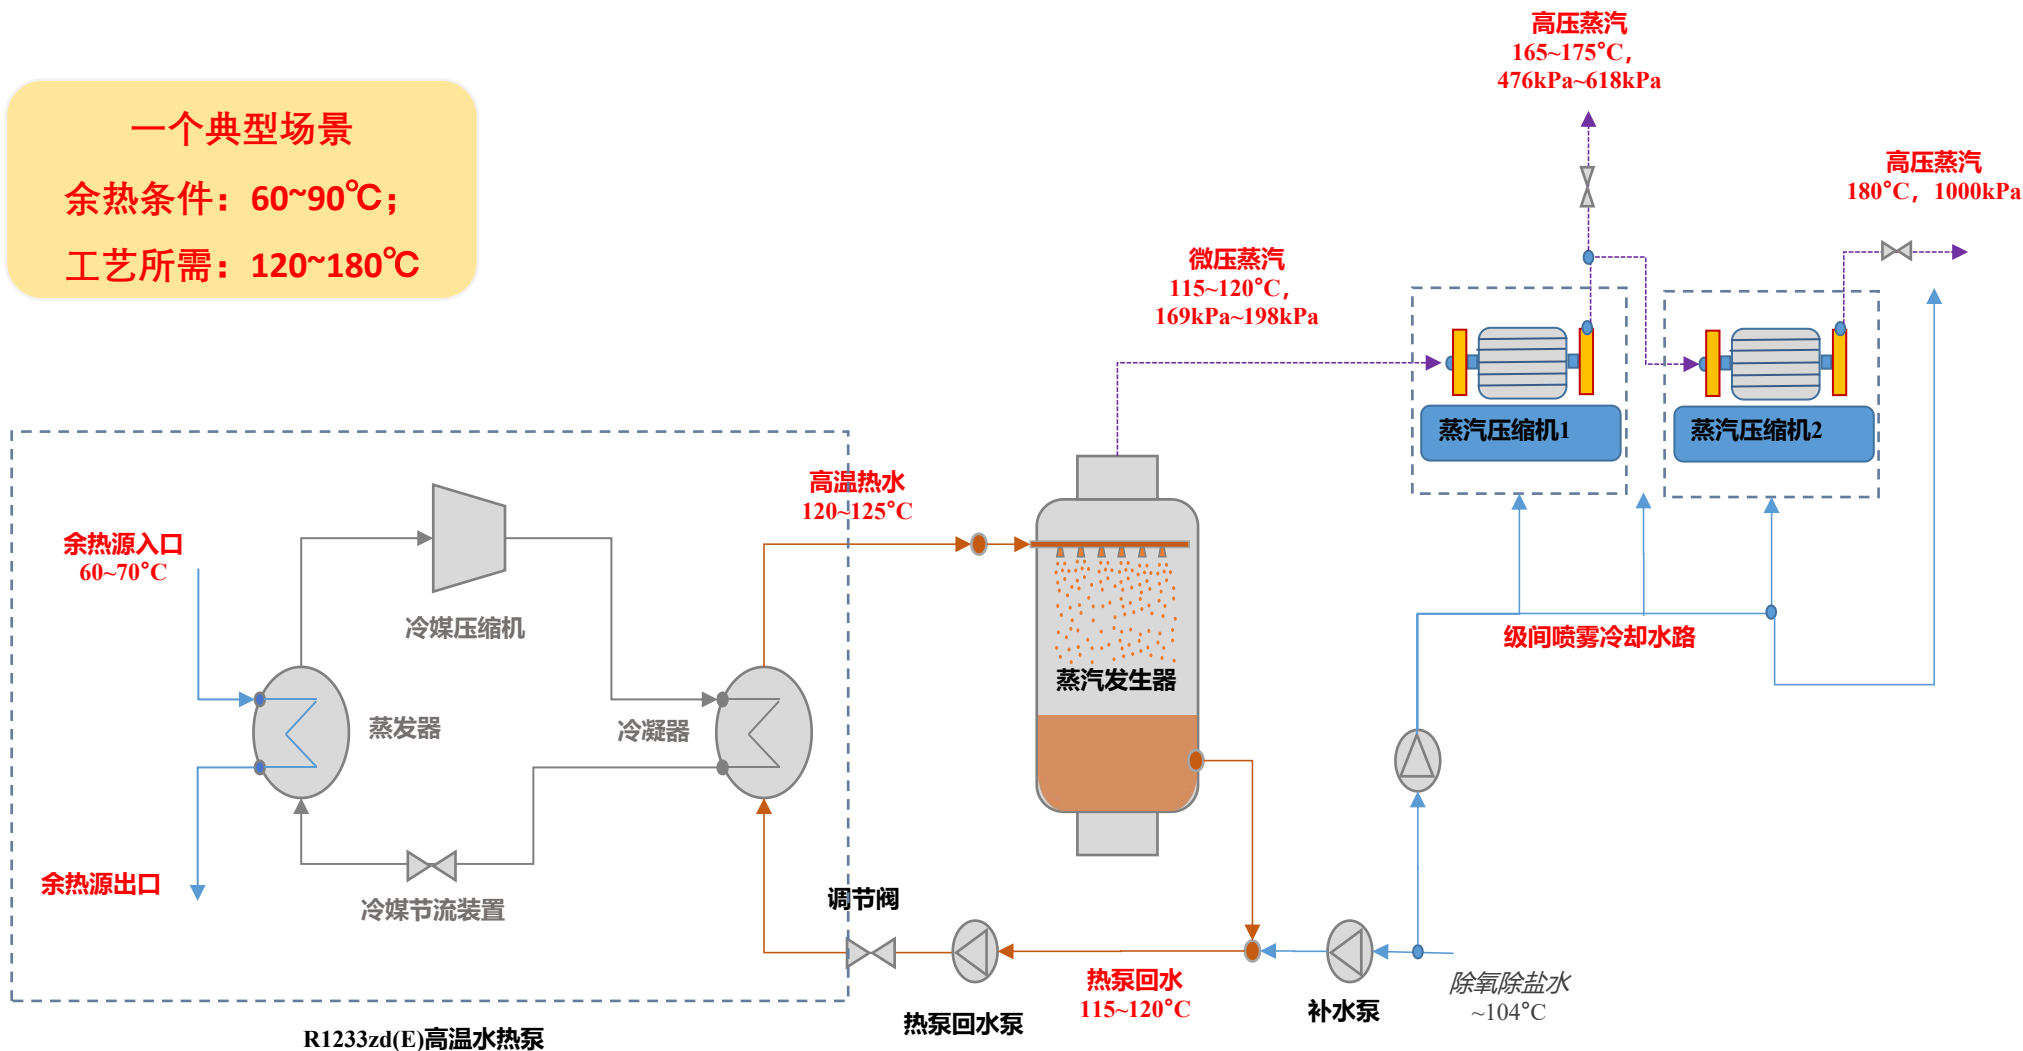 一个典型场景
余热条件：60~90℃；
工艺所需：120~180℃
高压蒸汽
165~175°C，
476kPa~618kPa
高压蒸汽
180°C，1000kPa
微压蒸汽
115~120°C，
169kPa~198kPa
蒸汽压缩机1
蒸汽压缩机2
高温热水
120~125°C
余热源入口
60~70°C
冷媒压缩机
级间喷雾冷却水路
蒸汽发生器
蒸发器
冷凝器
余热源出口
冷媒节流装置
调节阀
热泵回水
115~120°C
除氧除盐水
~104°C
热泵回水泵
补水泵
R1233zd(E)高温水热泵